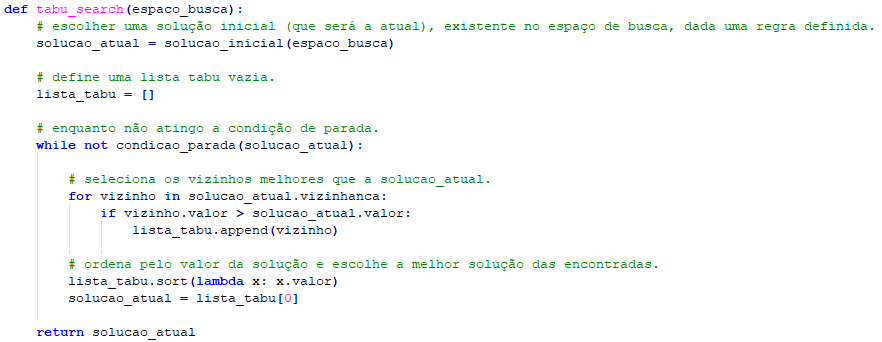 def tabu_search(espaco_busca):
    # escolher uma solução inicial (que será a atual), existente no espaço de busca, dada uma regra definida.
    solucao_atual = solucao_inicial(espaco_busca)

    # define uma lista tabu vazia.
    lista_tabu = []

    # enquanto não atingo a condição de parada.
    while not condicao_parada(solucao_atual):

        # seleciona os vizinhos melhores que a solucao_atual.
        for vizinho in solucao_atual.vizinhanca:
            if vizinho.valor > solucao_atual.valor:
                lista_tabu.append(vizinho)

        # ordena pelo valor da solução e escolhe a melhor solução das encontradas.
        lista_tabu.sort(lambda x: x.valor)
        solucao_atual = lista_tabu[0]

    return solucao_atual